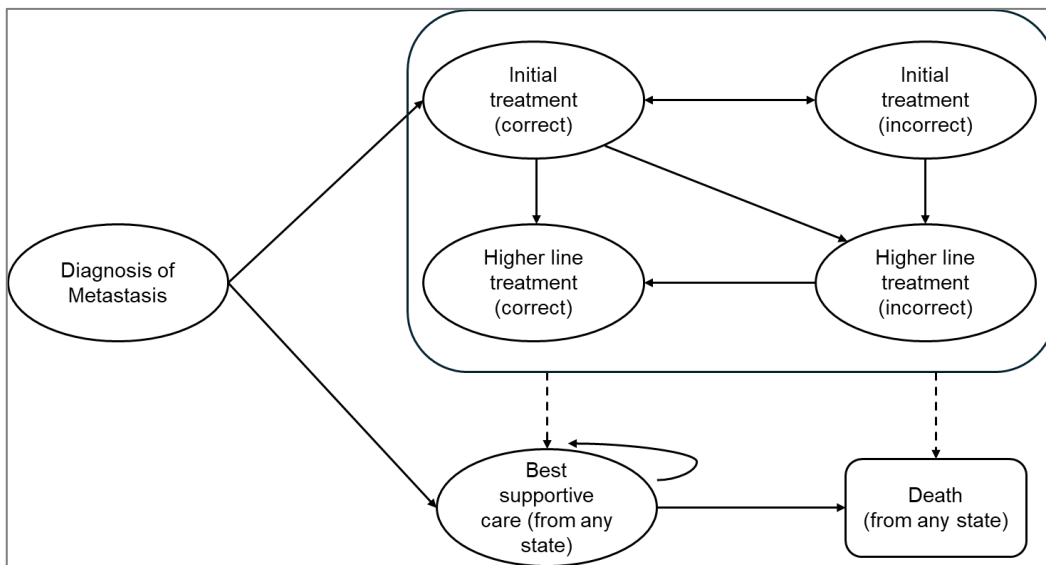 Initial
treatment
(correct)
Initial
treatment
(incorrect)
Diagnosis of
Metastasis
Higher line
treatment
(correct)
Higher line
treatment
(incorrect)
Best
supportive
care (from any
state)
Death
(from any state)